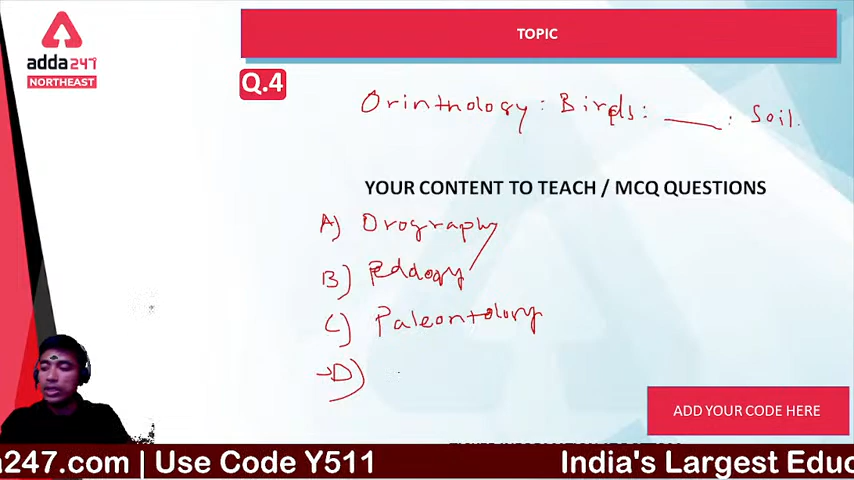 TOPIC
adda247
NORTHEAST
Q.4
Orinthology : Birds : ____ : Soil.
YOUR CONTENT TO TEACH / MCQ QUESTIONS
A) Orography
B)
C) Paleontology
D)
ADD YOUR CODE HERE
a247.com | Use Code Y511
India's Largest Educ